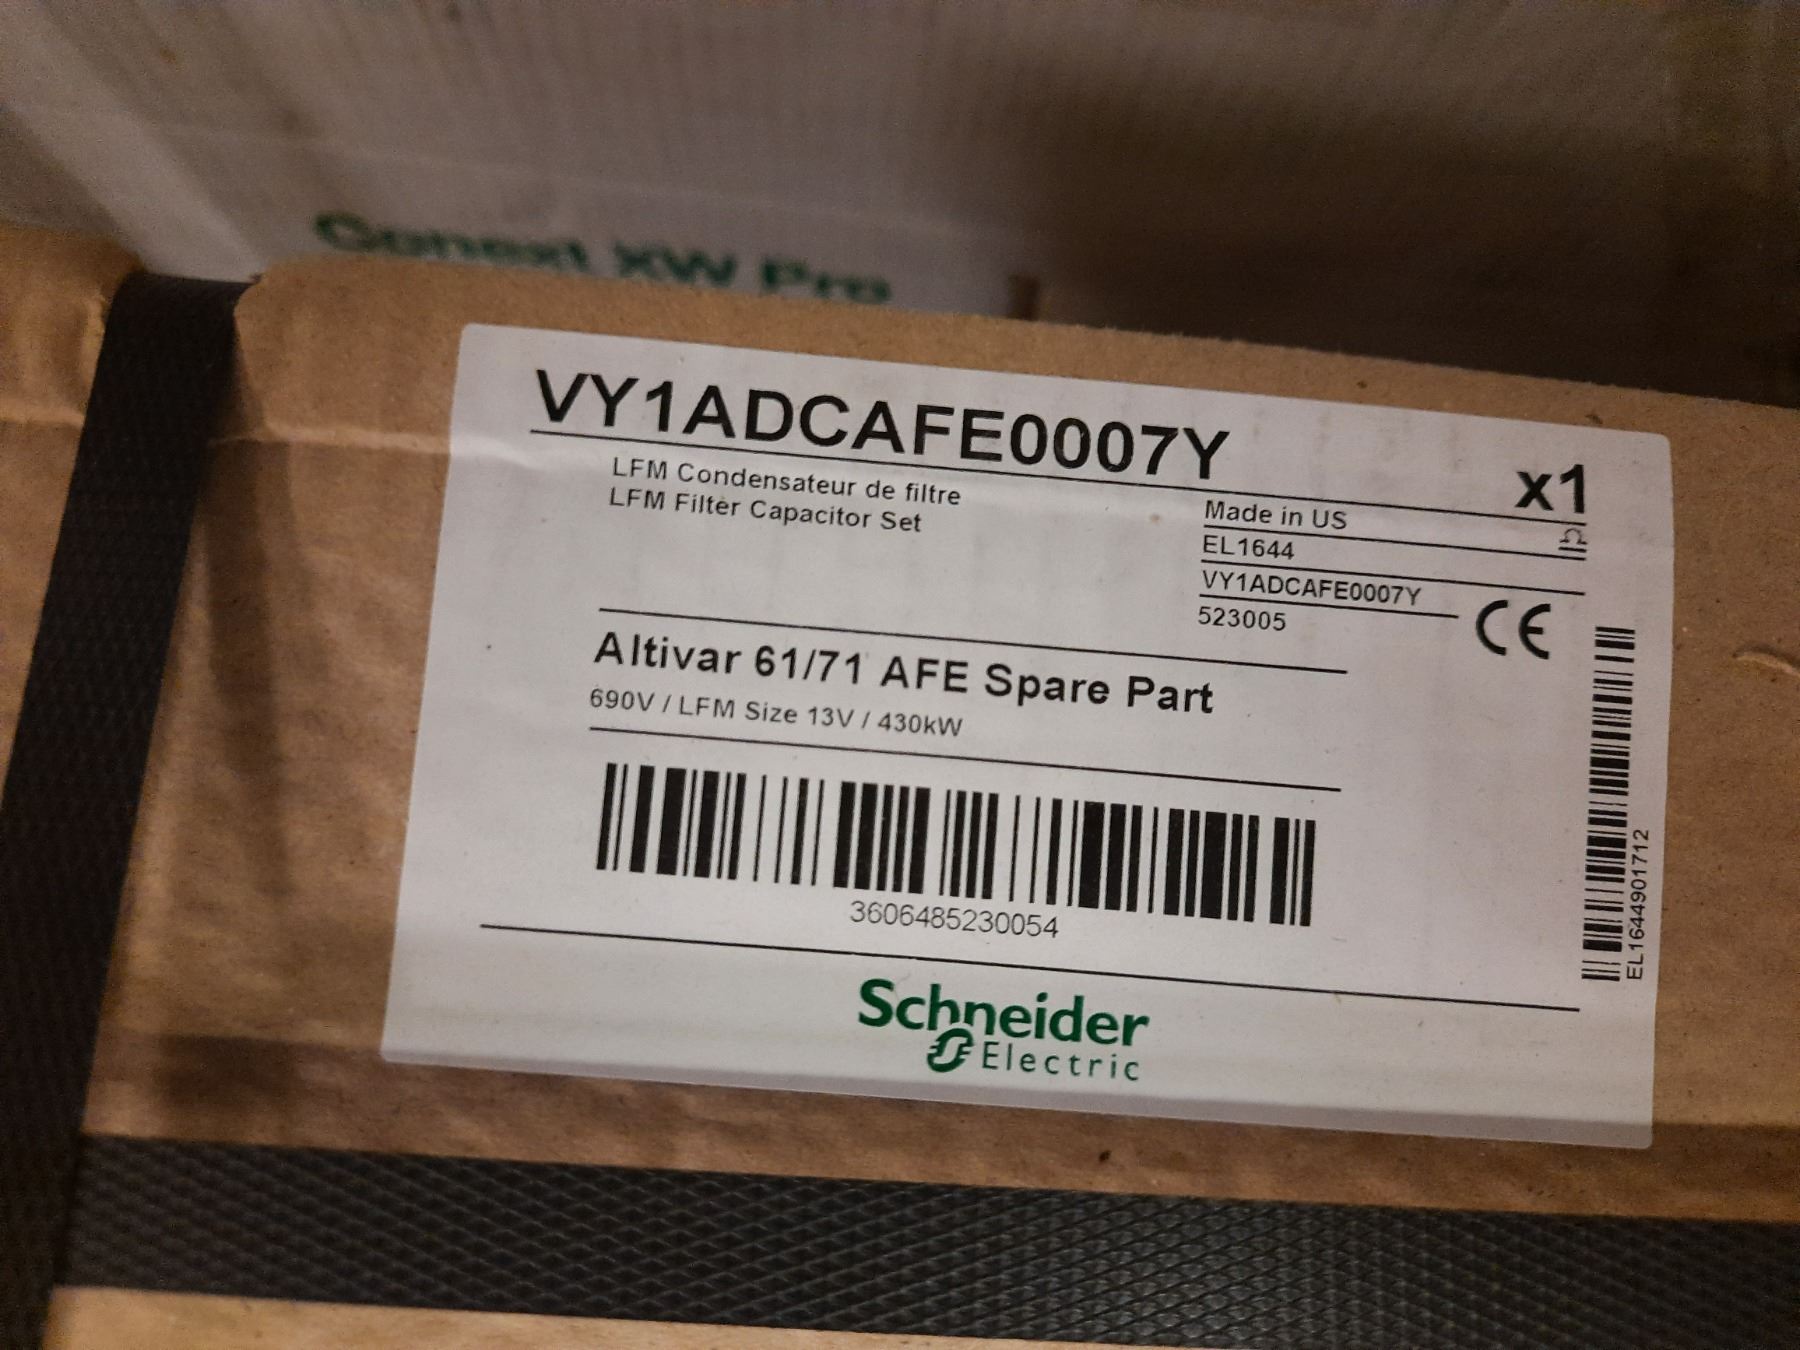 Conext XW Pro
VY1ADCAFE0007Y
x1
LFM Condensateur de filtre
LFM Filter Capacitor Set
Made in US
EL1644
VY1ADCAFE0007Y
523005
CE
Altivar 61/71 AFE Spare Part
690V / LFM Size 13V / 430kW
3606485230054
EL1644901712
Schneider
Electric